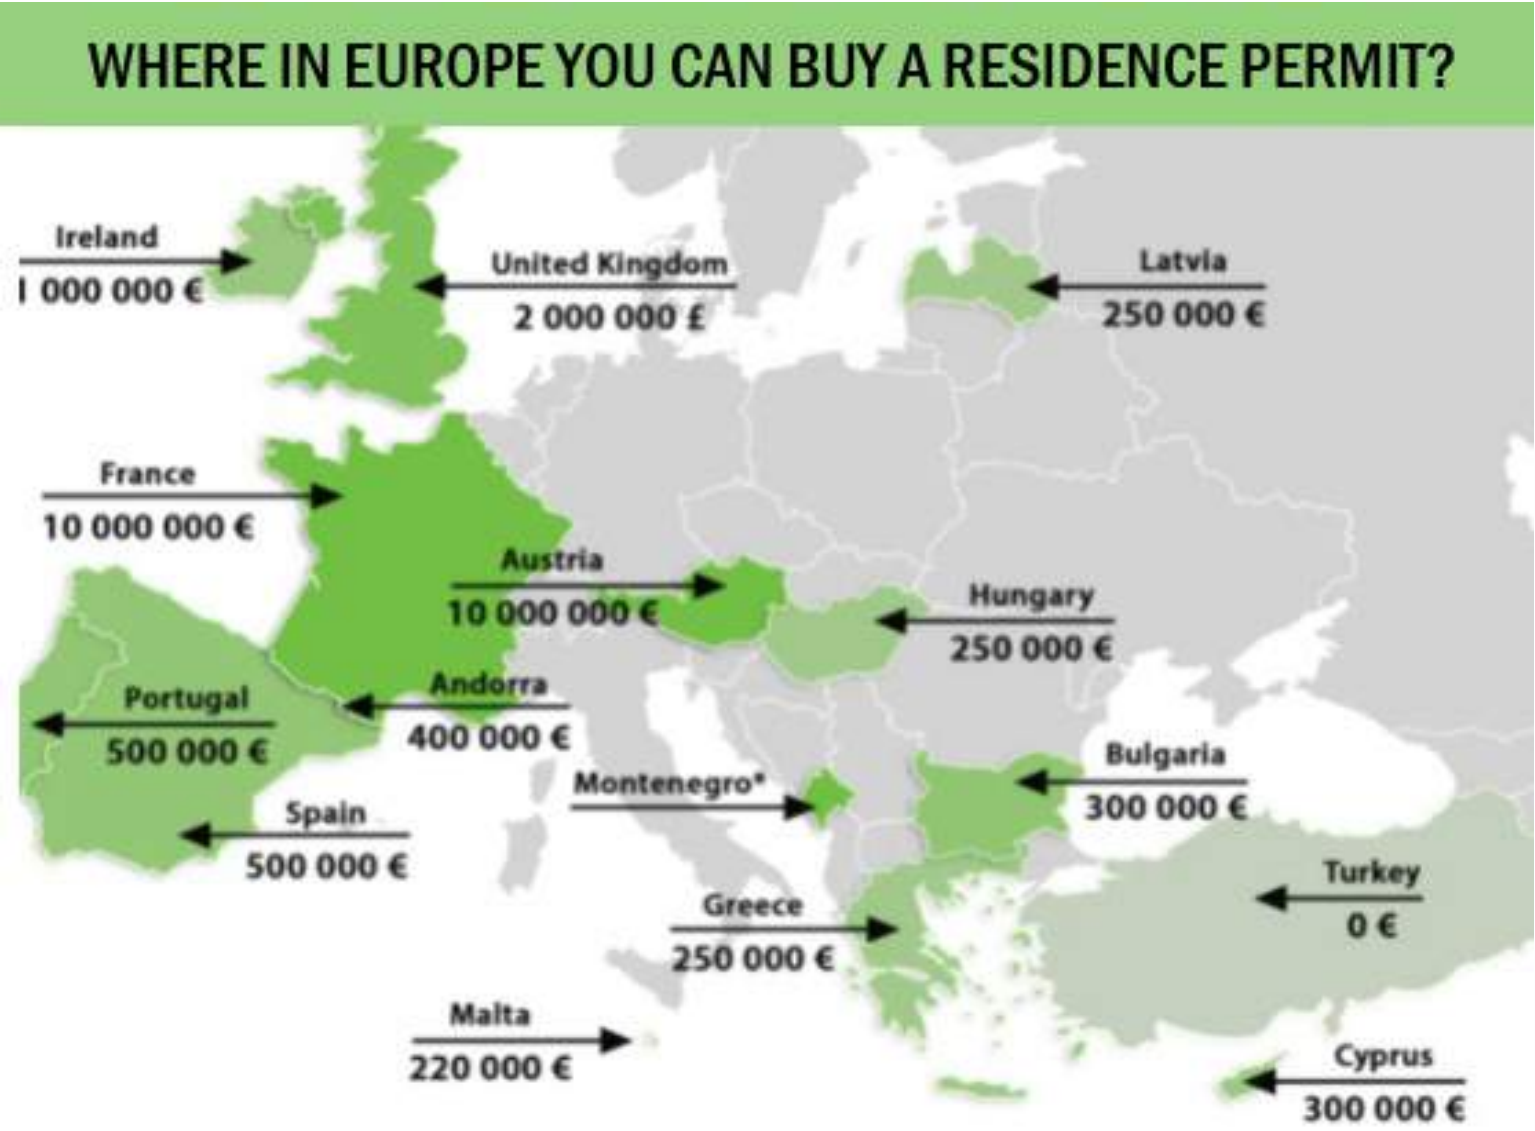 WHERE IN EUROPE YOU CAN BUY A RESIDENCE PERMIT?
Ireland
1 000 000 €
United Kingdom
2 000 000 £
Latvia
250 000 €
France
10 000 000 €
Austria
10 000 000 €
Hungary
250 000 €
Portugal
500 000 €
Andorra
400 000 €
Montenegro*
Bulgaria
300 000 €
Spain
500 000 €
Greece
250 000 €
Turkey
0 €
Malta
220 000 €
Cyprus
300 000 €